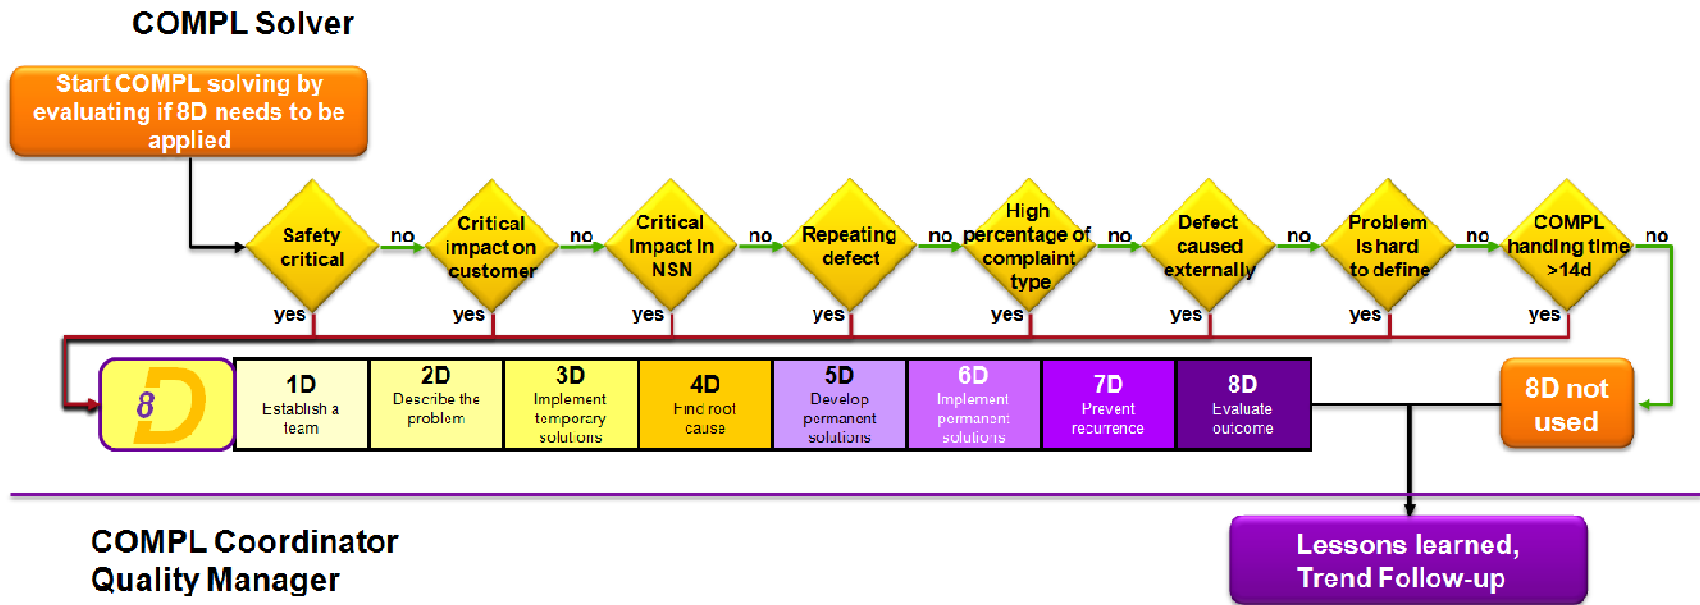 COMPL Solver
Start COMPL solving by
evaluating if 8D needs to be
applied
Safety
critical
no
Critical
impact on
customer
no
Critical
Impact in
NSN
no
Repeating
defect
no
High
percentage of
complaint
type
no
Defect
caused
externally
no
Problem
is hard
to define
no
COMPL
handing time
>14d
no
yes
yes
yes
yes
yes
yes
yes
yes
8D
1D
Establish a
team
2D
Describe the
problem
3D
Implement
temporary
solutions
4D
Find root
cause
5D
Develop
permanent
solutions
6D
Implement
permanent
solutions
7D
Prevent
recurrence
8D
Evaluate
outcome
8D not
used
COMPL Coordinator
Quality Manager
Lessons learned,
Trend Follow-up